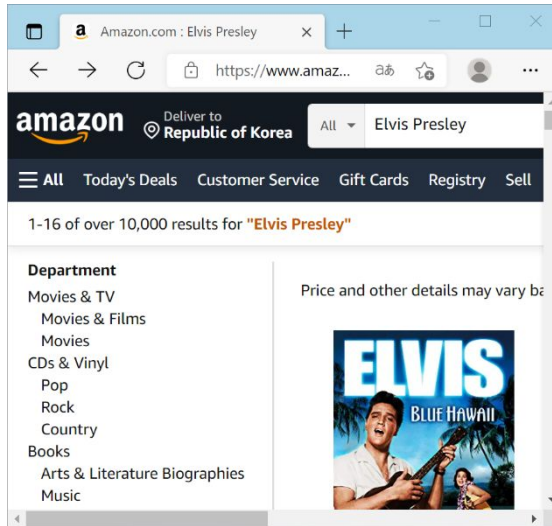 Amazon.com : Elvis Presley
https://www.amaz...
aあ
amazon
Deliver to
Republic of Korea
All
Elvis Presley
All Today's Deals Customer Service Gift Cards Registry Sell
1-16 of over 10,000 results for "Elvis Presley"
Department
Movies & TV
Movies & Films
Movies
CDs & Vinyl
Pop
Rock
Country
Books
Arts & Literature Biographies
Music
Price and other details may vary ba
ELVIS
BLUE HAWAII